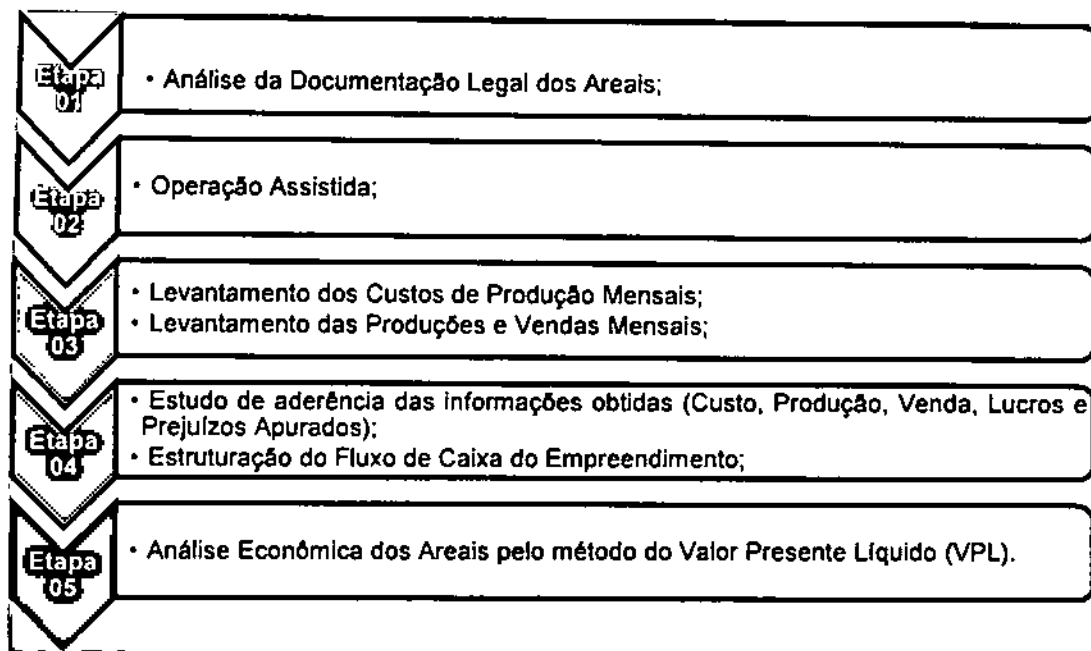 Etapa
01
• Análise da Documentação Legal dos Areais;
Etapa
02
• Operação Assistida;
Etapa
03
• Levantamento dos Custos de Produção Mensais;
• Levantamento das Produções e Vendas Mensais;
Etapa
04
• Estudo de aderência das informações obtidas (Custo, Produção, Venda, Lucros e
Prejuízos Apurados);
• Estruturação do Fluxo de Caixa do Empreendimento;
Etapa
05
• Análise Econômica dos Areais pelo método do Valor Presente Líquido (VPL).